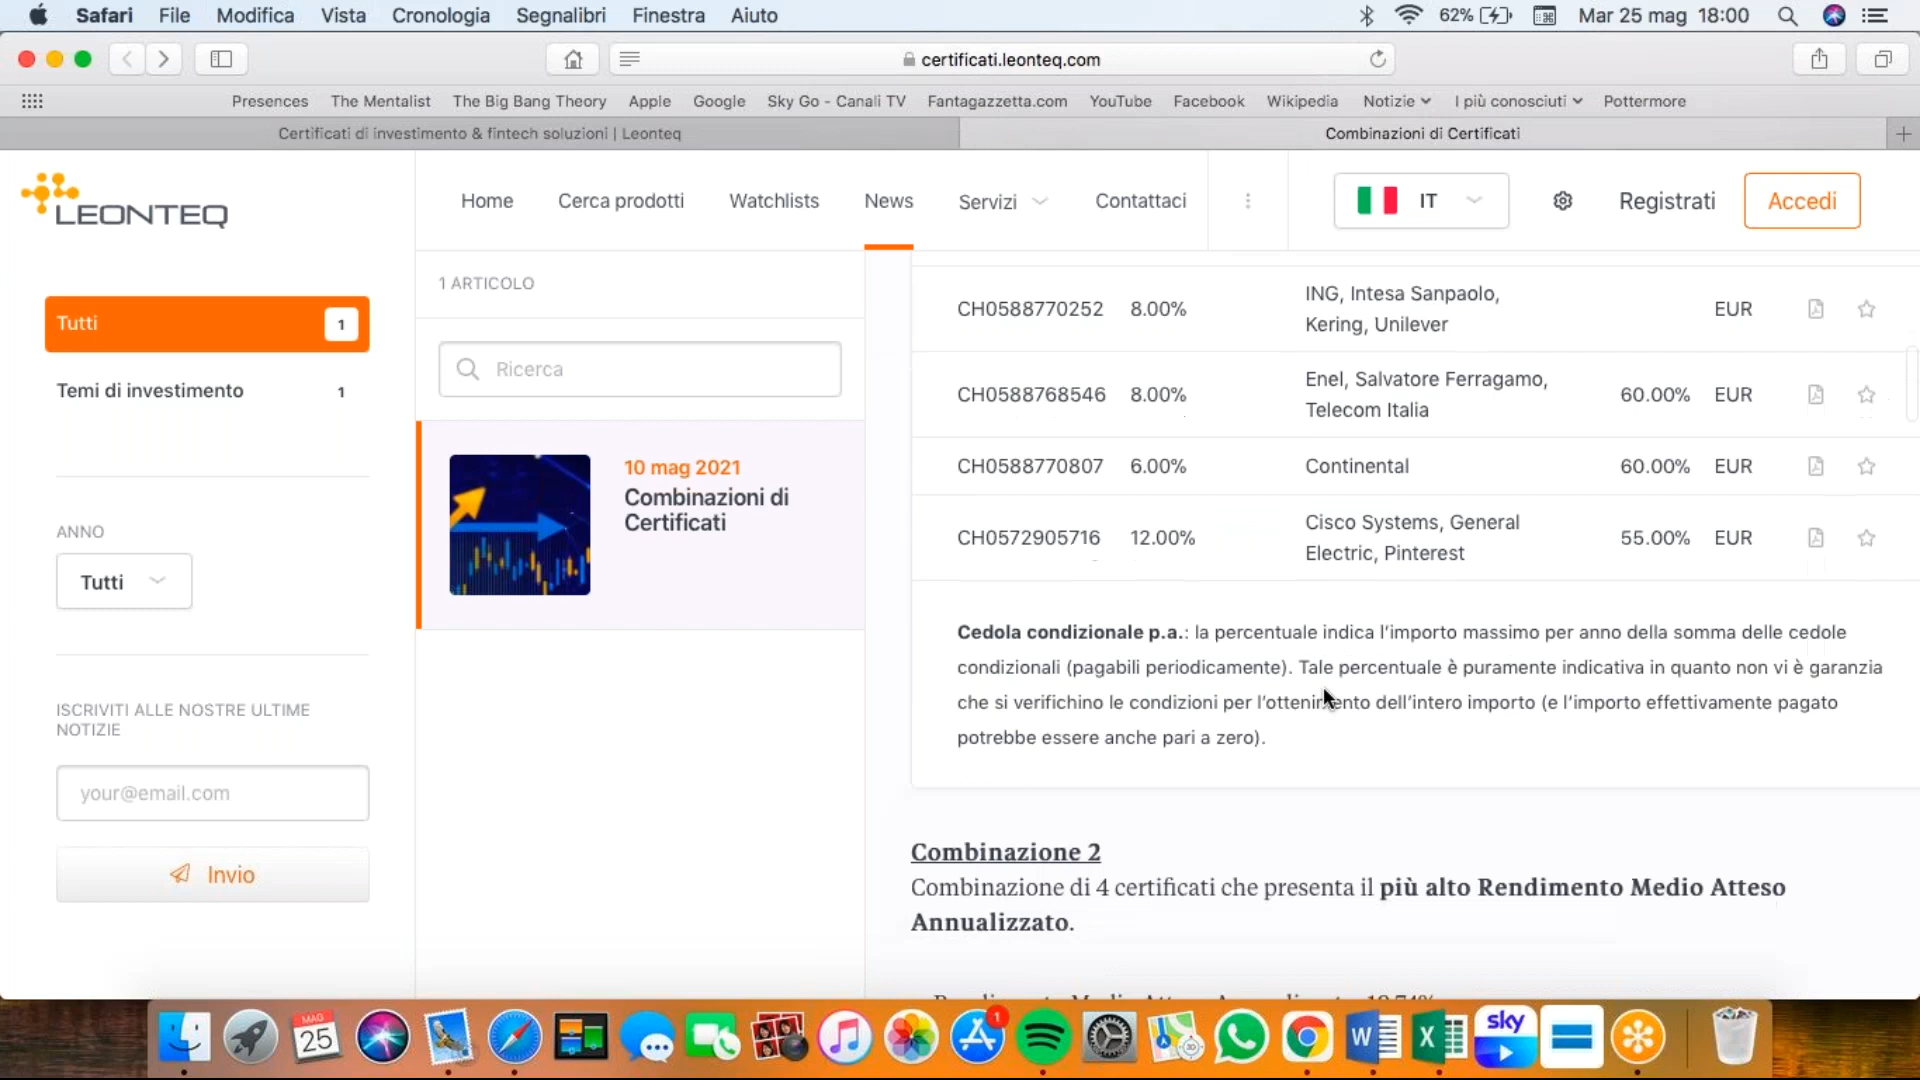 Safari File Modifica Vista Cronologia Segnalibri Finestra Aiuto 62% Mar 25 mag 18:00
certificati.leonteq.com
Presences The Mentalist The Big Bang Theory Apple Google Sky Go - Canali TV Fantagazzetta.com YouTube Facebook Wikipedia Notizie I più conosciuti Pottermore
Certificati di investimento & fintech soluzioni | Leonteq Combinazioni di Certificati
LEONTEQ
Home Cerca prodotti Watchlists News Servizi Contattaci IT Registrati Accedi
Tutti 1
Temi di investimento 1
ANNO
Tutti
ISCRIVITI ALLE NOSTRE ULTIME
NOTIZIE
your@email.com
Invio
1 ARTICOLO
Ricerca
10 mag 2021
Combinazioni di
Certificati
CH0588770252 8.00% ING, Intesa Sanpaolo, EUR
Kering, Unilever
CH0588768546 8.00% Enel, Salvatore Ferragamo, 60.00% EUR
Telecom Italia
CH0588770807 6.00% Continental 60.00% EUR
CH0572905716 12.00% Cisco Systems, General 55.00% EUR
Electric, Pinterest
Cedola condizionale p.a.: la percentuale indica l'importo massimo per anno della somma delle cedole
condizionali (pagabili periodicamente). Tale percentuale è puramente indicativa in quanto non vi è garanzia
che si verifichino le condizioni per l'ottenimento dell'intero importo (e l'importo effettivamente pagato
potrebbe essere anche pari a zero).
Combinazione 2
Combinazione di 4 certificati che presenta il più alto Rendimento Medio Atteso
Annualizzato.
MAG
25
1
W
X
sky